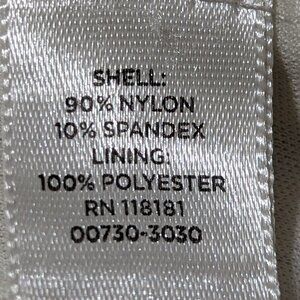 SHELL:
90% NYLON
10% SPANDEX
LINING:
100% POLYESTER
RN 118181
00730-3030